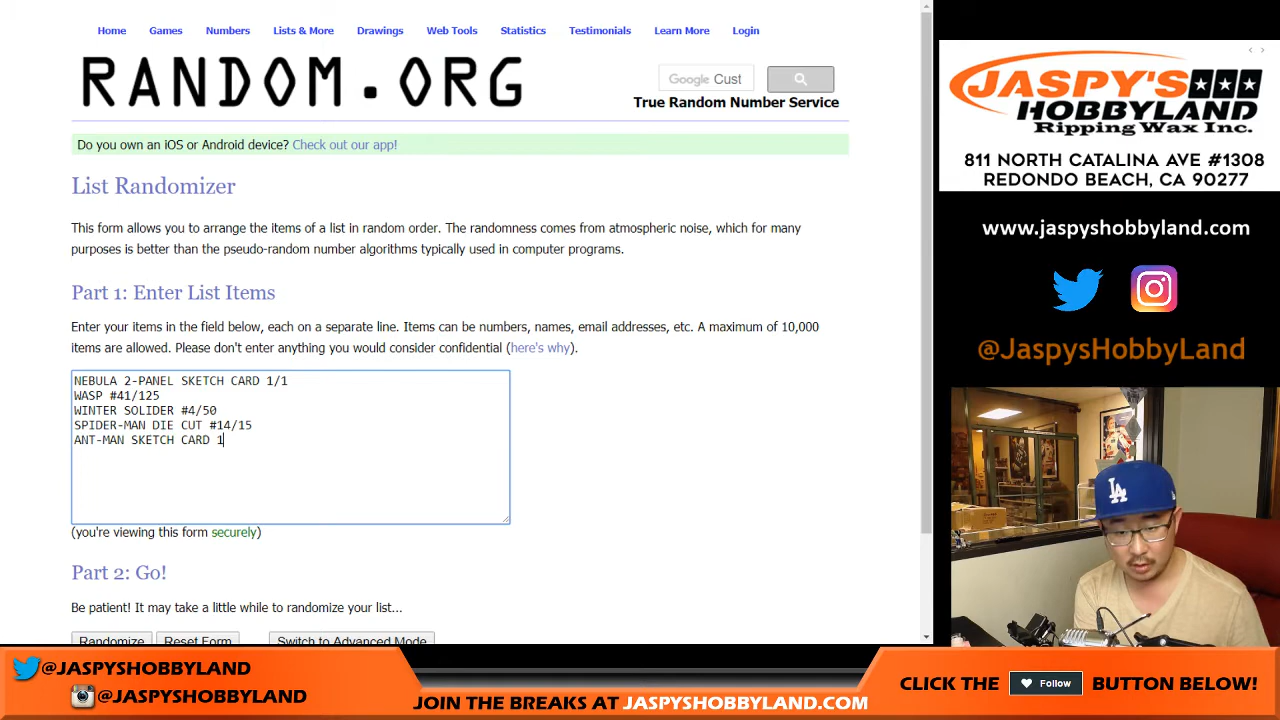 Home Games Numbers Lists & More Drawings Web Tools Statistics Testimonials Learn More Login
RANDOM.ORG
Google Cust
True Random Number Service
Do you own an iOS or Android device? Check out our app!
List Randomizer
This form allows you to arrange the items of a list in random order. The randomness comes from atmospheric noise, which for many
purposes is better than the pseudo-random number algorithms typically used in computer programs.
Part 1: Enter List Items
Enter your items in the field below, each on a separate line. Items can be numbers, names, email addresses, etc. A maximum of 10,000
items are allowed. Please don't enter anything you would consider confidential (here's why).
NEBULA 2-PANEL SKETCH CARD 1/1
WASP #41/125
WINTER SOLIDER #4/50
SPIDER-MAN DIE CUT #14/15
ANT-MAN SKETCH CARD 1
(you're viewing this form securely)
Part 2: Go!
Be patient! It may take a little while to randomize your list...
Randomize Reset Form Switch to Advanced Mode
JASPY'S
HOBBYLAND
Ripping Wax Inc.
811 NORTH CATALINA AVE #1308
REDONDO BEACH, CA 90277
www.jaspyshobbyland.com
@JaspysHobbyLand
LA
@JASPYSHOBBYLAND
@JASPYSHOBBYLAND
JOIN THE BREAKS AT JASPYSHOBBYLAND.COM
CLICK THE Follow BUTTON BELOW!